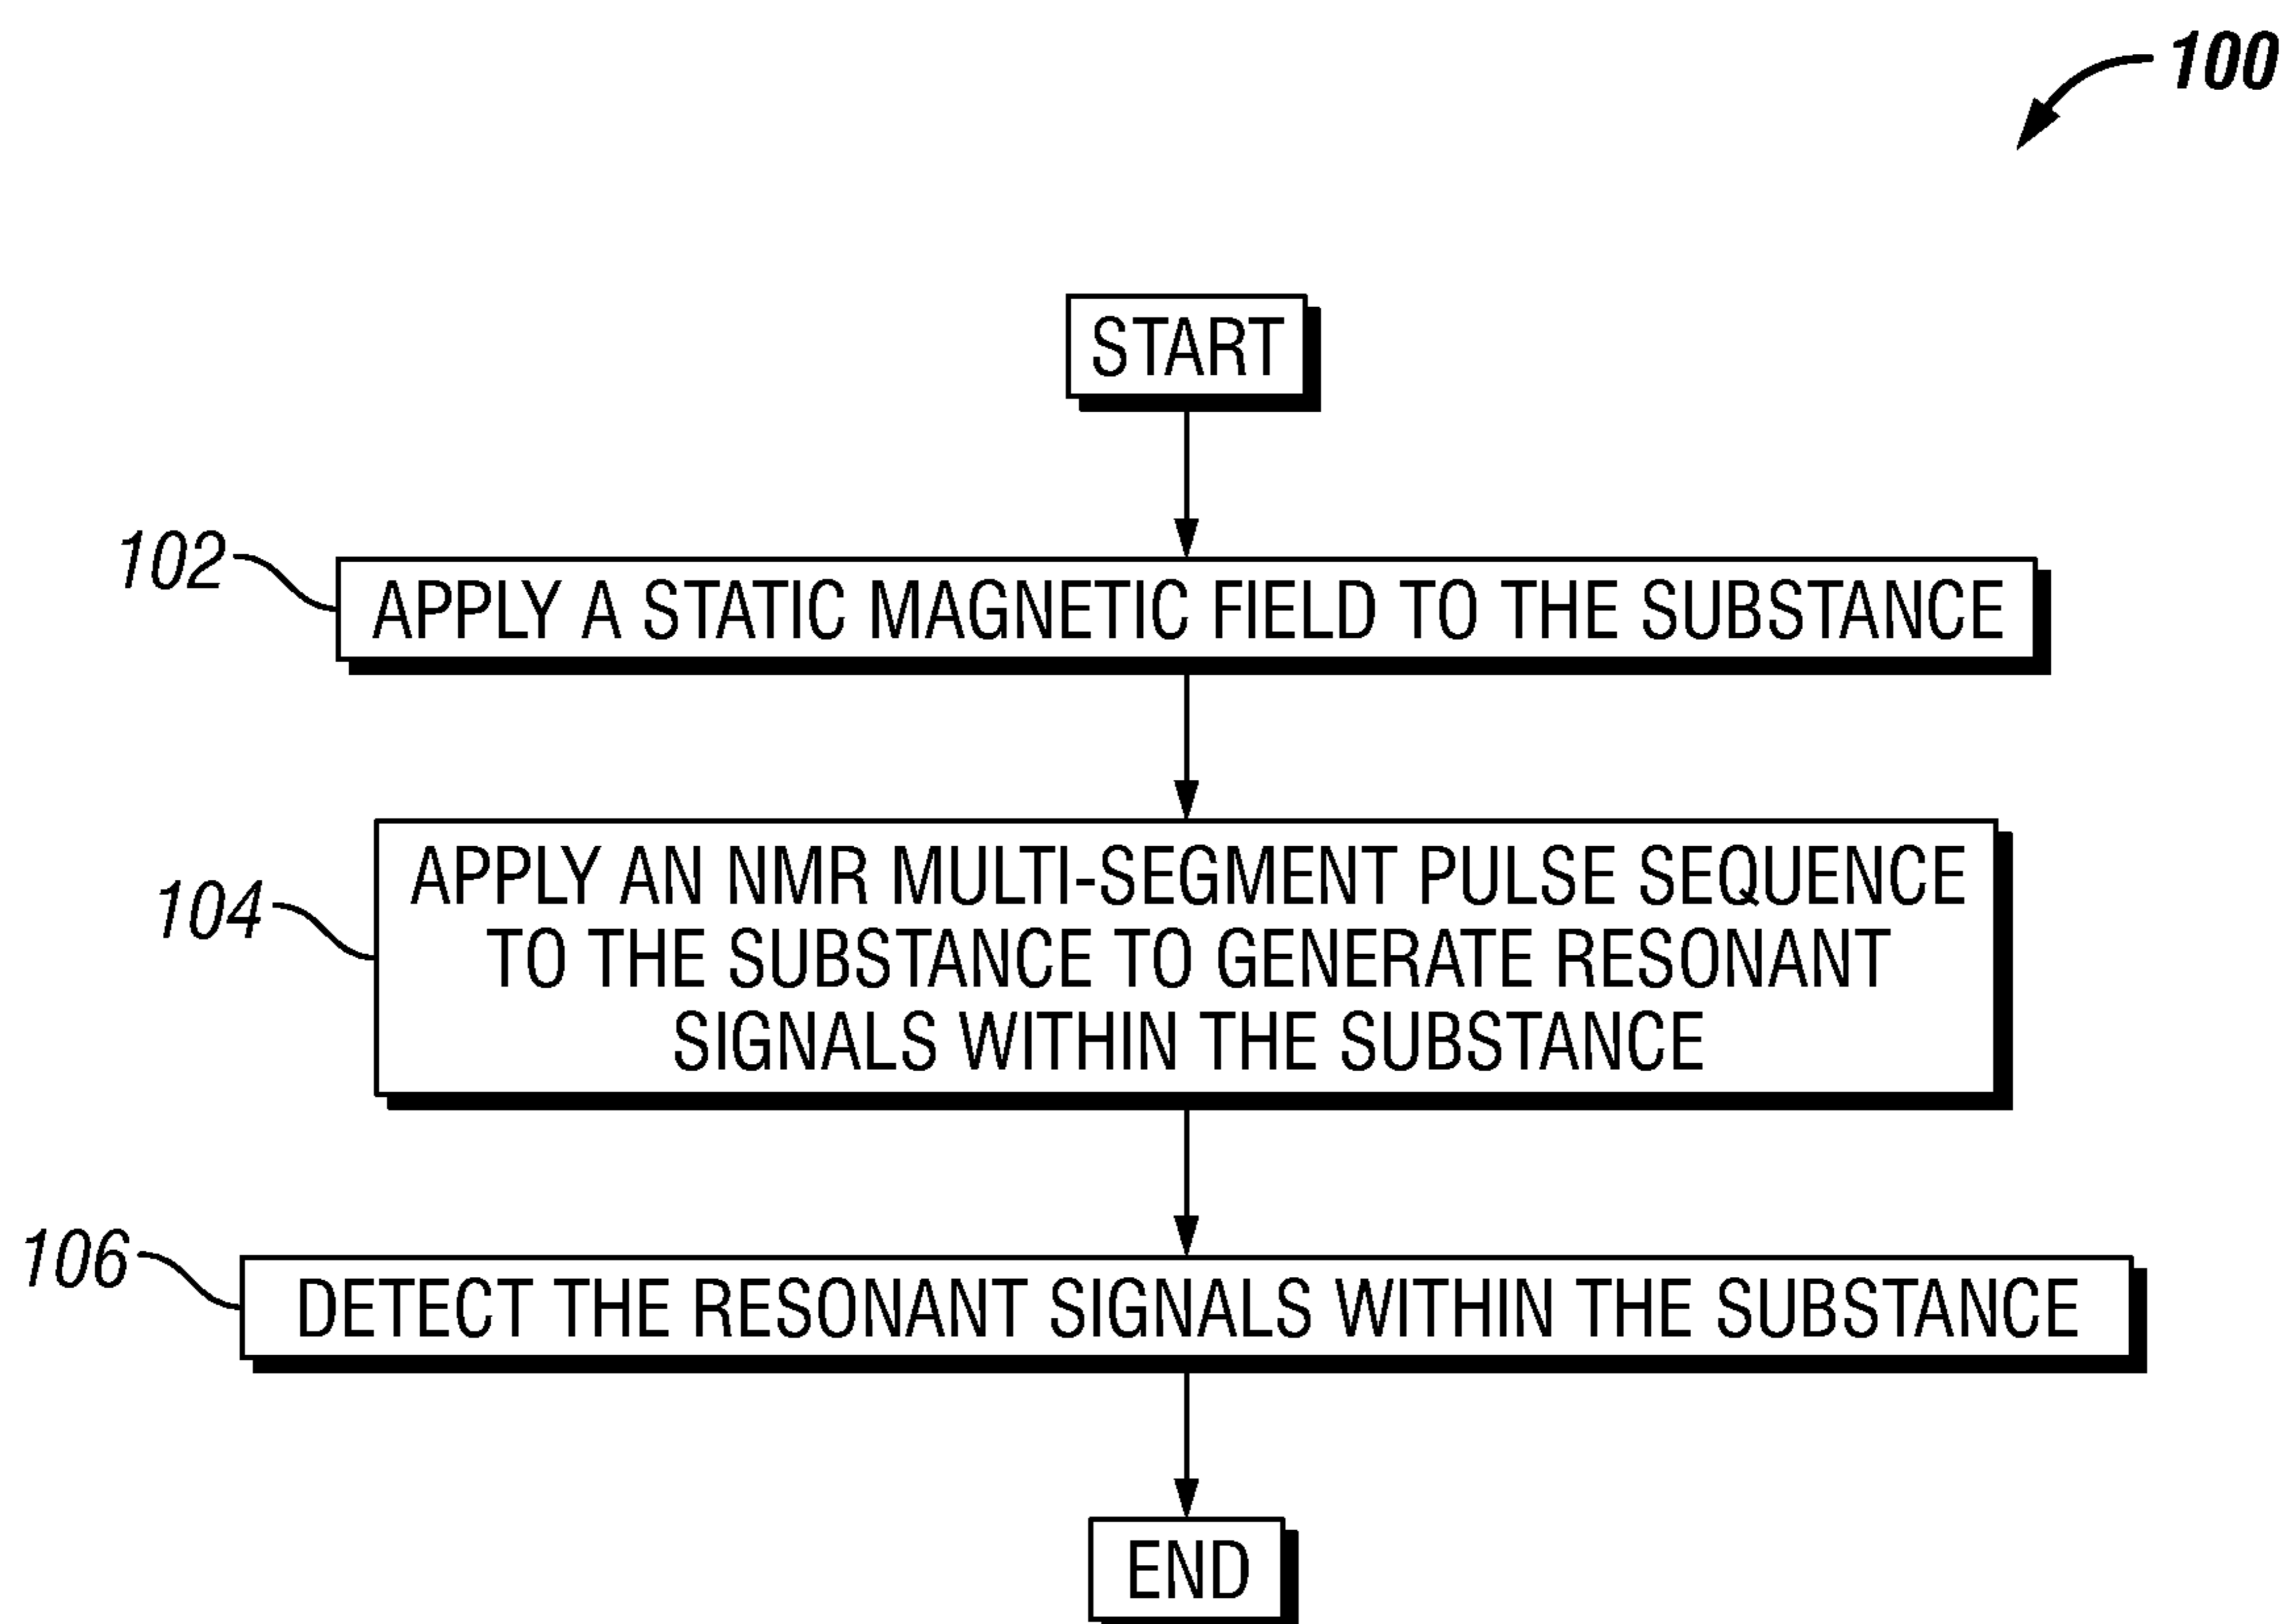 100
START
102
APPLY A STATIC MAGNETIC FIELD TO THE SUBSTANCE
104
APPLY AN NMR MULTI-SEGMENT PULSE SEQUENCE
TO THE SUBSTANCE TO GENERATE RESONANT
SIGNALS WITHIN THE SUBSTANCE
106
DETECT THE RESONANT SIGNALS WITHIN THE SUBSTANCE
END